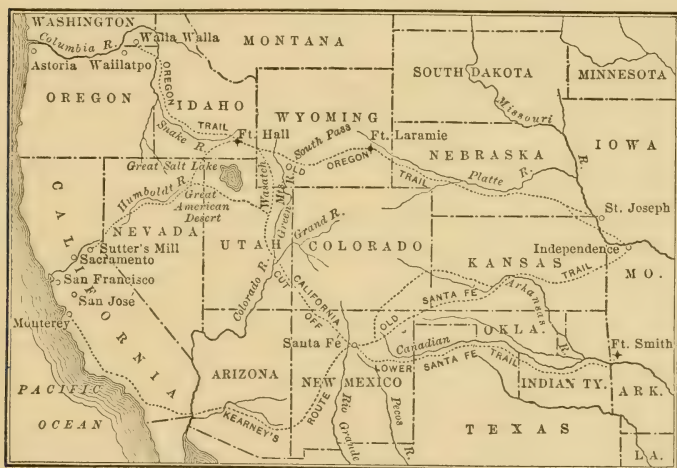 WASHINGTON
Columbia R.
Walla Walla
Astoria
Waiilatpo
MONTANA
SOUTH DAKOTA
MINNESOTA
OREGON
OREGON
IDAHO
TRAIL
Snake R.
Ft. Hall
WYOMING
South Pass
Ft. Laramie
Missouri R.
IOWA
NEBRASKA
OLD
OREGON
TRAIL
Platte R.
Great Salt Lake
Wasatch Mts.
Green R.
Humboldt R.
Great
American
Desert
NEVADA
CALIFORNIA
Sutter's Mill
Sacramento
San Francisco
San Jose
Monterey
UTAH
Grand R.
COLORADO
Colorado R.
CALIFORNIA
CUT
OFF
St. Joseph
Independence
KANSAS
TRAIL
SANTA FE
OLD
Arkansas
R.
MO.
Santa Fe
Canadian
OKLA.
Ft. Smith
LOWER
SANTA FE
TRAIL
INDIAN TY.
ARK.
ARIZONA
NEW MEXICO
KEARNEY'S
ROUTE
Rio Grande
Pecos
R.
TEXAS
LA.
PACIFIC
OCEAN